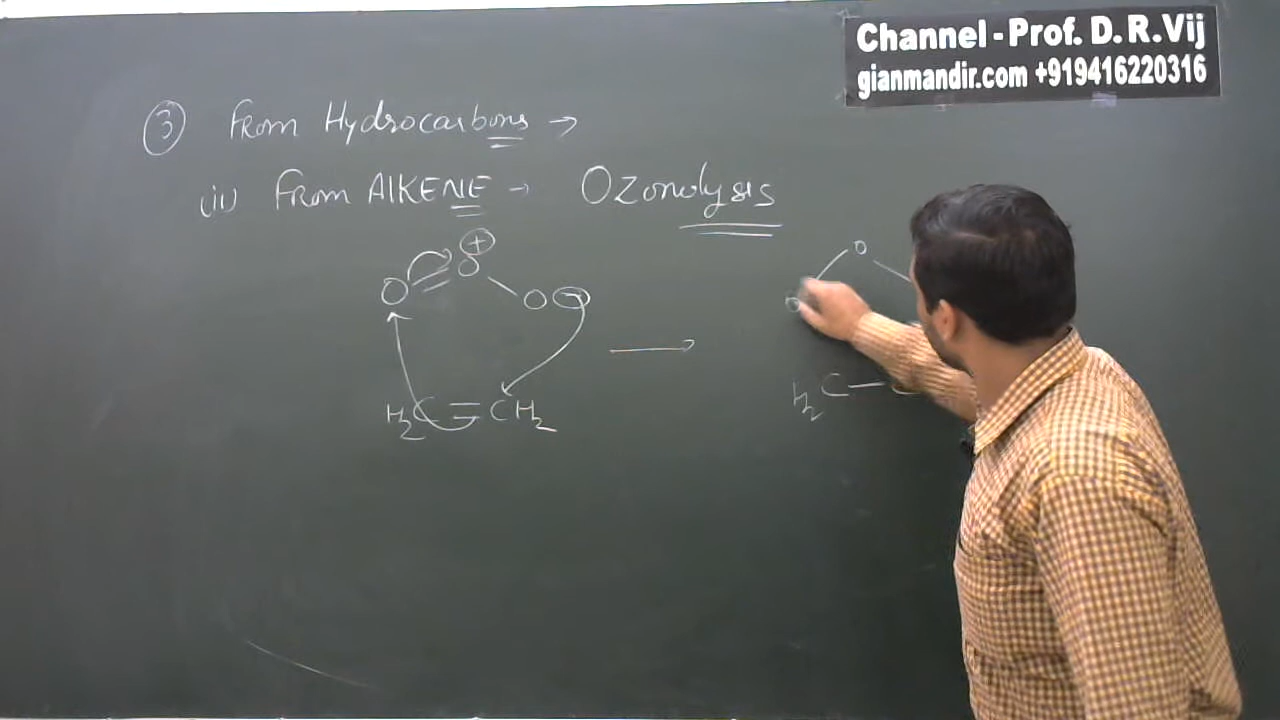 Channel - Prof. D. R. Vij
gianmandir.com +919416220316
③ From Hydrocarbons →
(ii) From AlKENE → Ozonolysis
O O⊕ O⊖ →
H₂C = CH₂
O O
O
H₂C —